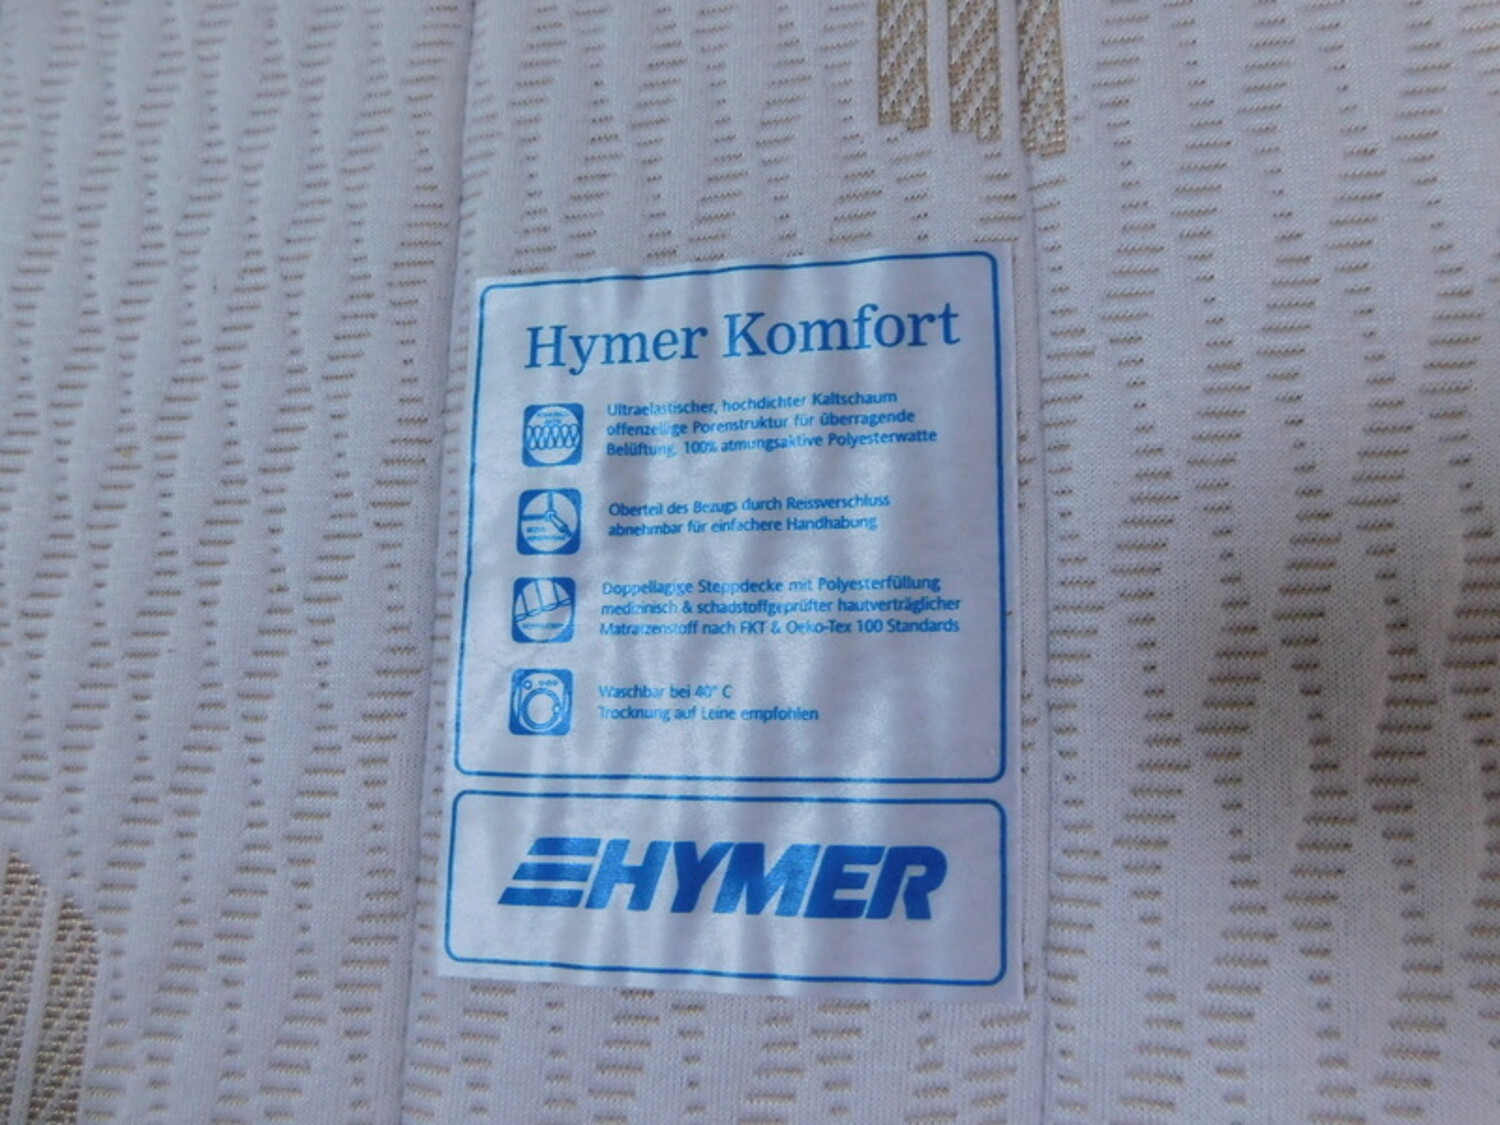 Hymer Komfort
Ultraelastischer, hochdichter Kaltschaum
offenzellige Porenstruktur für überragende
Belüftung, 100% atmungsaktive Polyesterwatte
Oberteil des Bezugs durch Reissverschluss
abnehmbar für einfachere Handhabung
Doppellagige Steppdecke mit Polyesterfüllung
medizinisch & schadstoffgeprüfter hautverträglicher
Matratzenstoff nach FKT & Oeko-Tex 100 Standards
Waschbar bei 40° C
Trocknung auf Leine empfohlen
HYMER